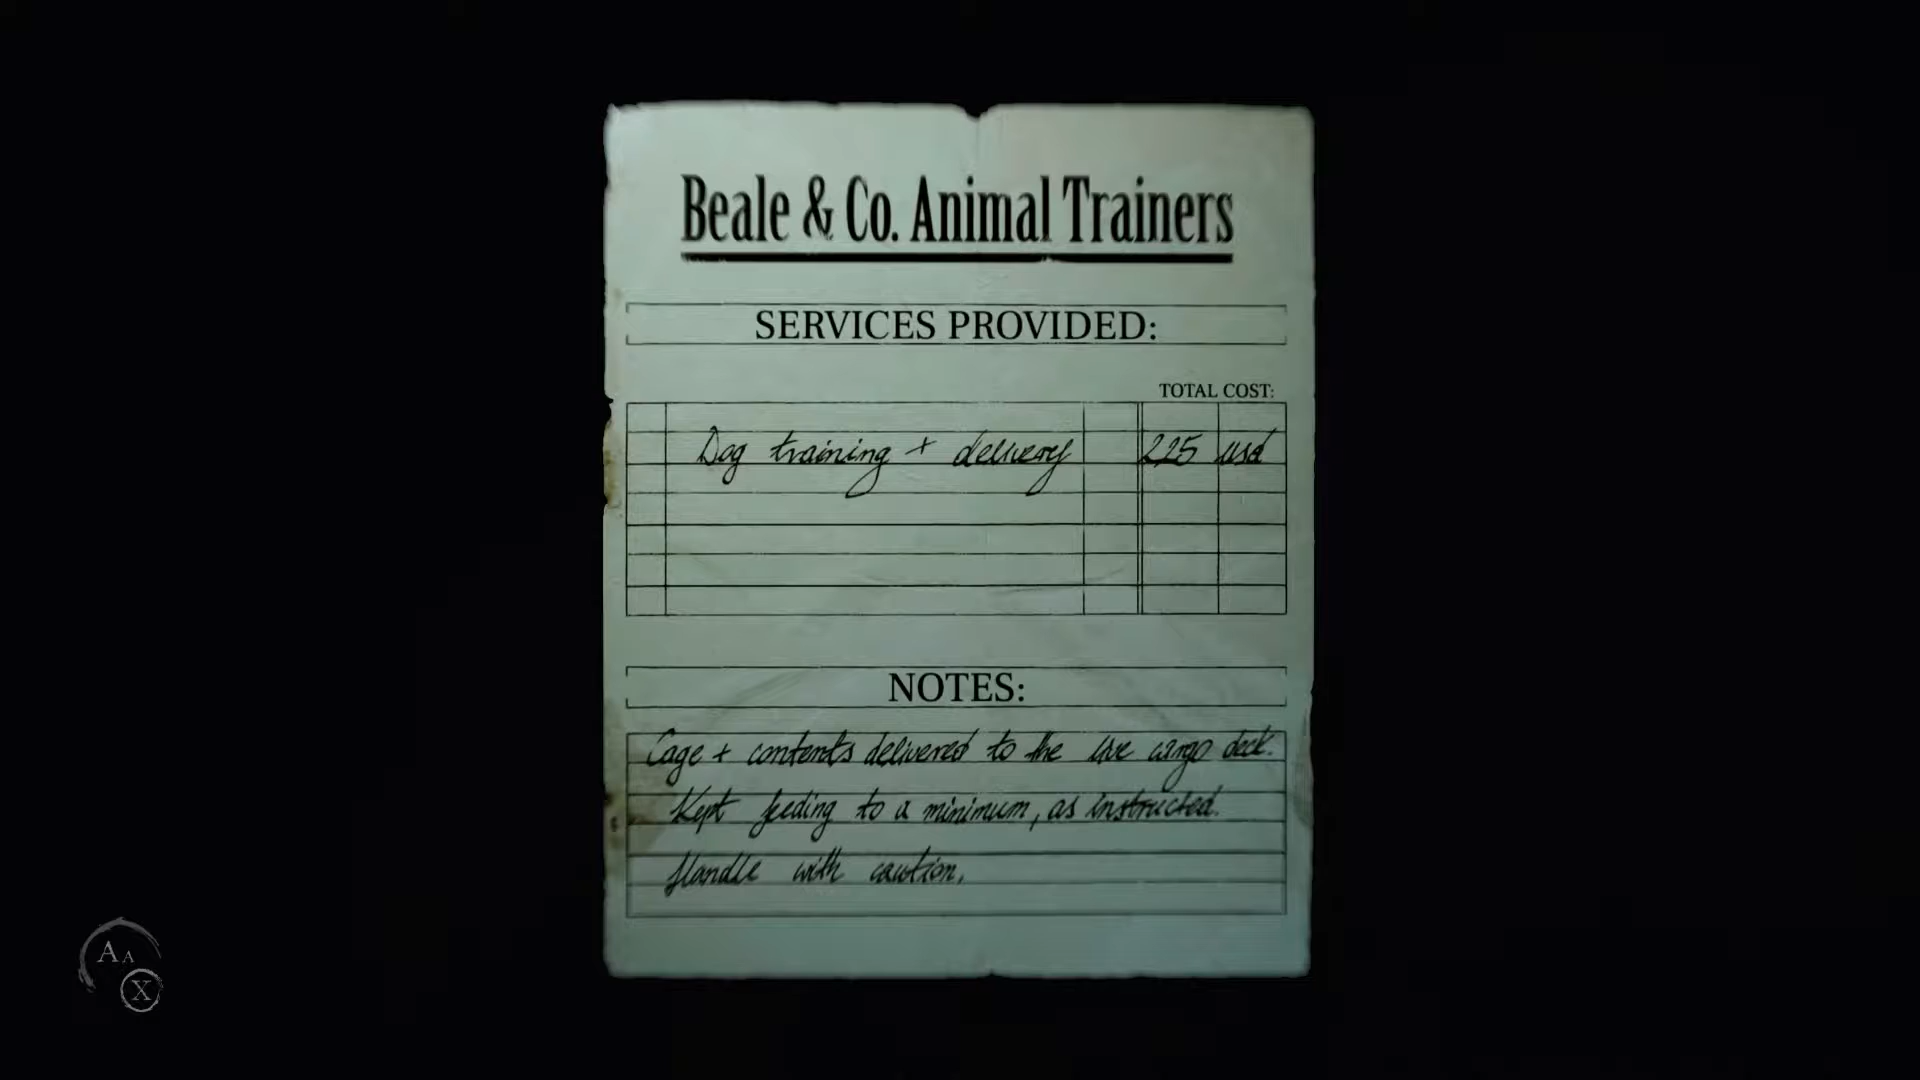 Beale & Co. Animal Trainers
SERVICES PROVIDED:
TOTAL COST:
Dog training + delivery 225 usd
NOTES:
Cage + contents delivered to the live cargo deck.
Kept feeding to a minimum, as instructed.
Handle with caution.
A A
X